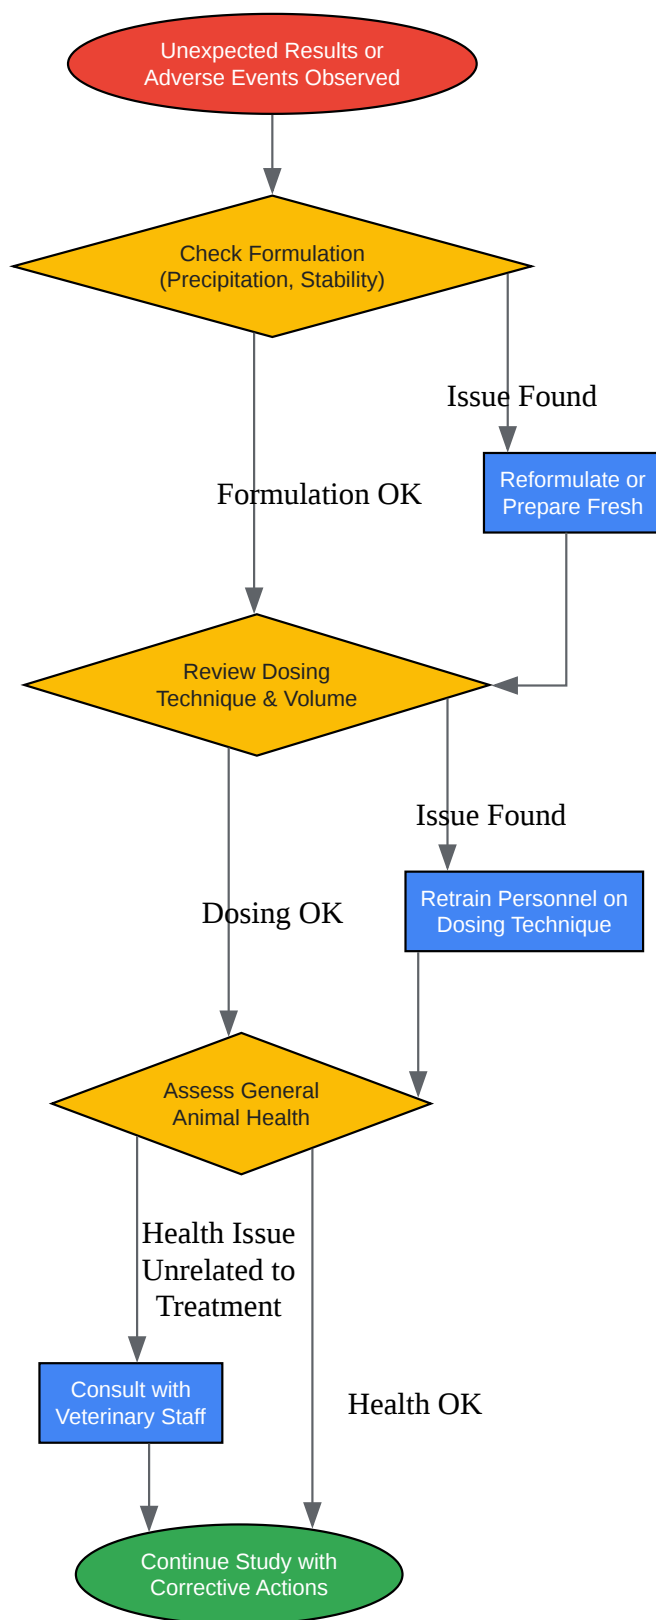 Unexpected Results or
Adverse Events Observed
Check Formulation
(Precipitation, Stability)
Issue Found
Reformulate or
Prepare Fresh
Formulation OK
Review Dosing
Technique & Volume
Issue Found
Retrain Personnel on
Dosing Technique
Dosing OK
Assess General
Animal Health
Health Issue
Unrelated to
Treatment
Consult with
Veterinary Staff
Health OK
Continue Study with
Corrective Actions